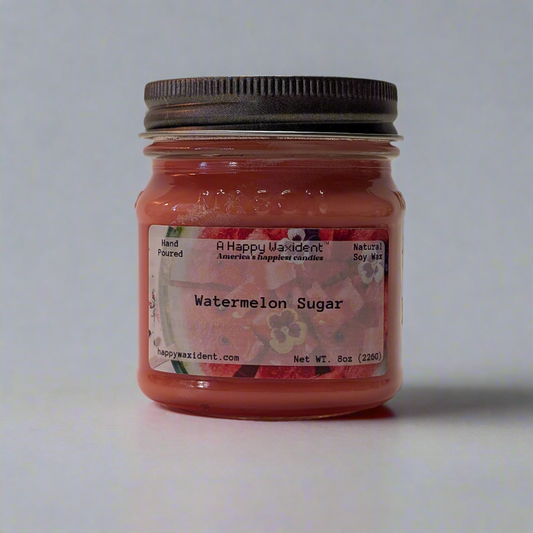 MASON
Hand
Poured
A Happy Waxident™
America's happiest candles
Natural
Soy Wax
Watermelon Sugar
happywaxident.com
Net WT. 8oz (226G)